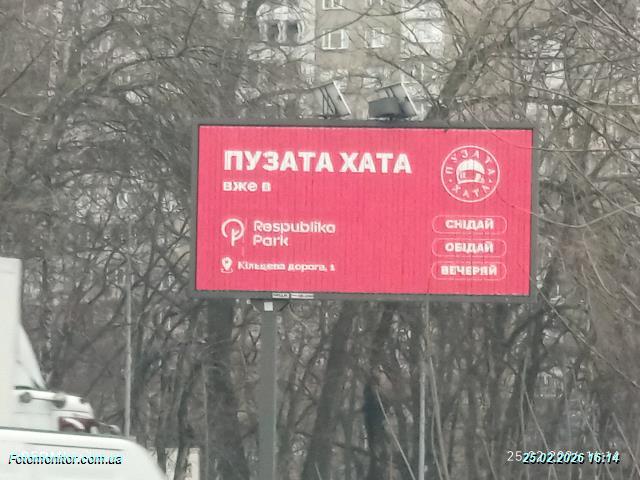 ПУЗАТА ХАТА
вже в
Respublika
Park
Кільцева дорога, 1
ПУЗАТА
ХАТА
СНІДАЙ
ОБІДАЙ
ВЕЧЕРЯЙ
Fotomonitor.com.ua
25.02.2026 16:14